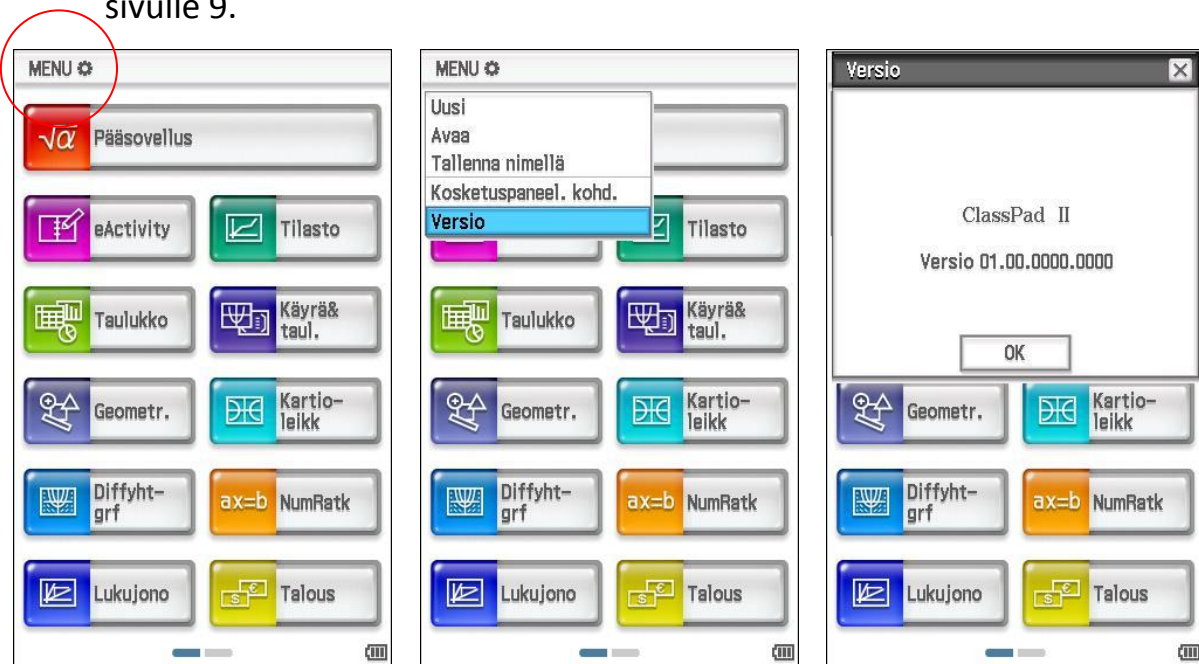 sivulle 9.
MENU
√α Pääsovellus
eActivity
Tilasto
Taulukko
Käyrä&
taul.
Geometr.
Kartio-
leikk
Diffyht-
grf
ax=b NumRatk
Lukujono
$ € Talous
MENU
Uusi
Avaa
Tallenna nimellä
Kosketuspaneel. kohd.
Versio
Tilasto
Taulukko
Käyrä&
taul.
Geometr.
Kartio-
leikk
Diffyht-
grf
ax=b NumRatk
Lukujono
$ € Talous
Versio
ClassPad II
Versio 01.00.0000.0000
OK
Geometr.
Kartio-
leikk
Diffyht-
grf
ax=b NumRatk
Lukujono
$ € Talous